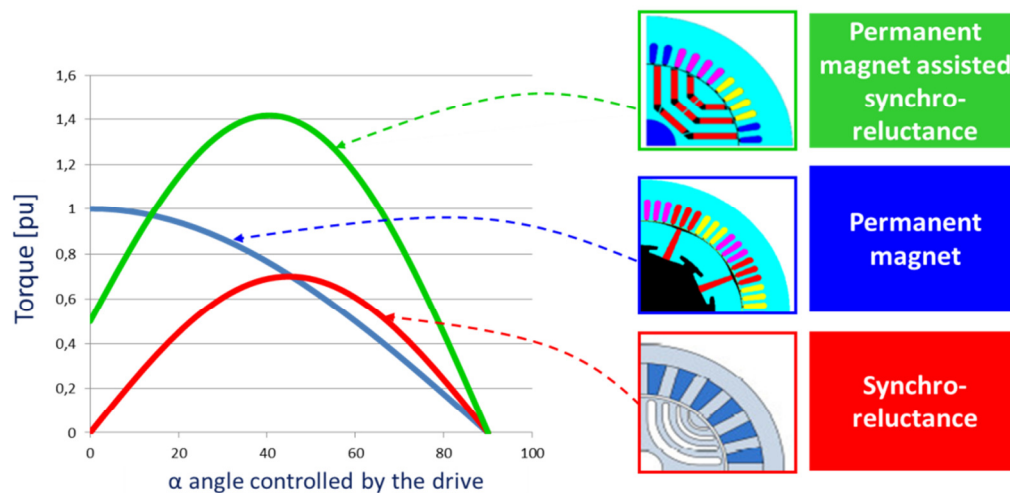 1,6
1,4
1,2
1
0,8
0,6
0,4
0,2
0
Torque [pu]
0 20 40 60 80 100
α angle controlled by the drive
Permanent
magnet assisted
synchro-
reluctance
Permanent
magnet
Synchro-
reluctance